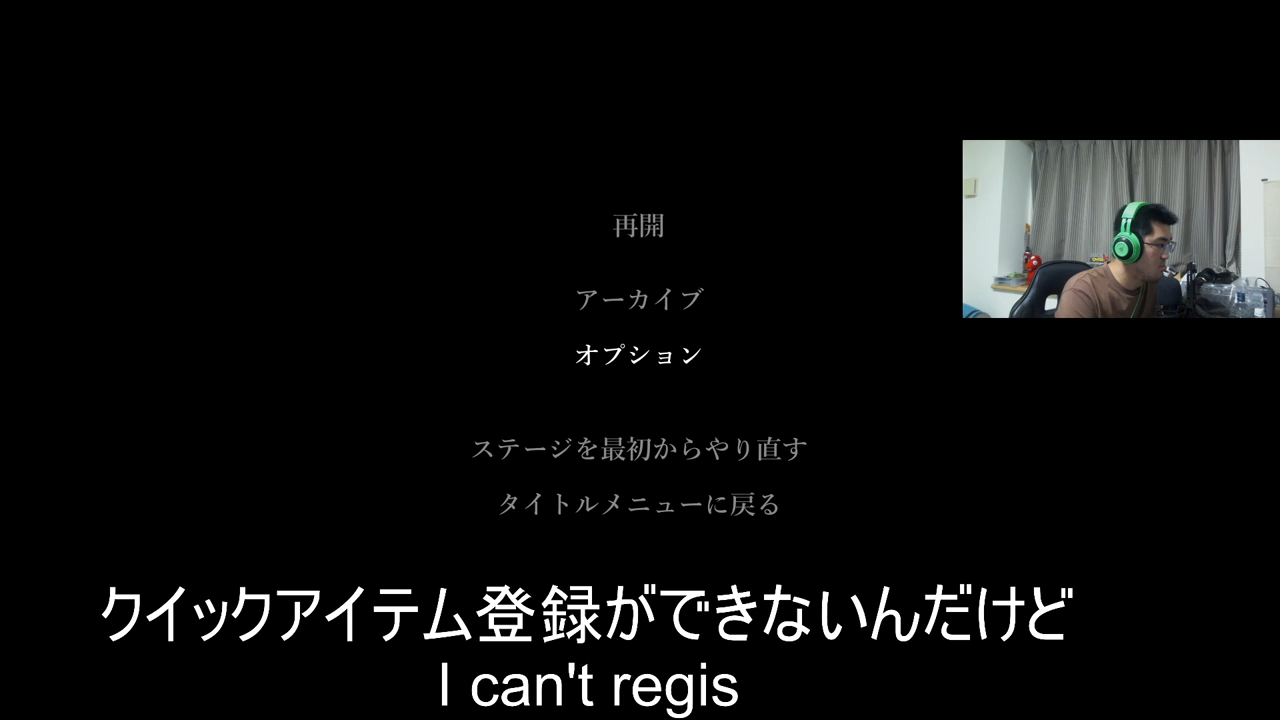 再開
アーカイブ
オプション
ステージを最初からやり直す
タイトルメニューに戻る
クイックアイテム登録ができないんだけど
I can't regis